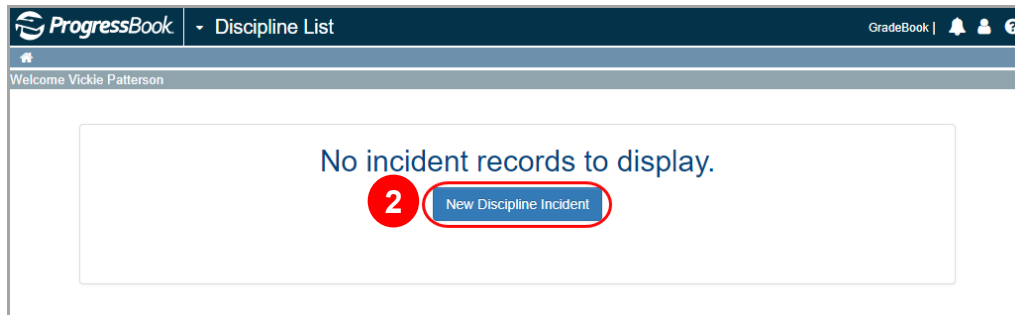 ProgressBook. Discipline List GradeBook |
Welcome Vickie Patterson
No incident records to display.
2 New Discipline Incident